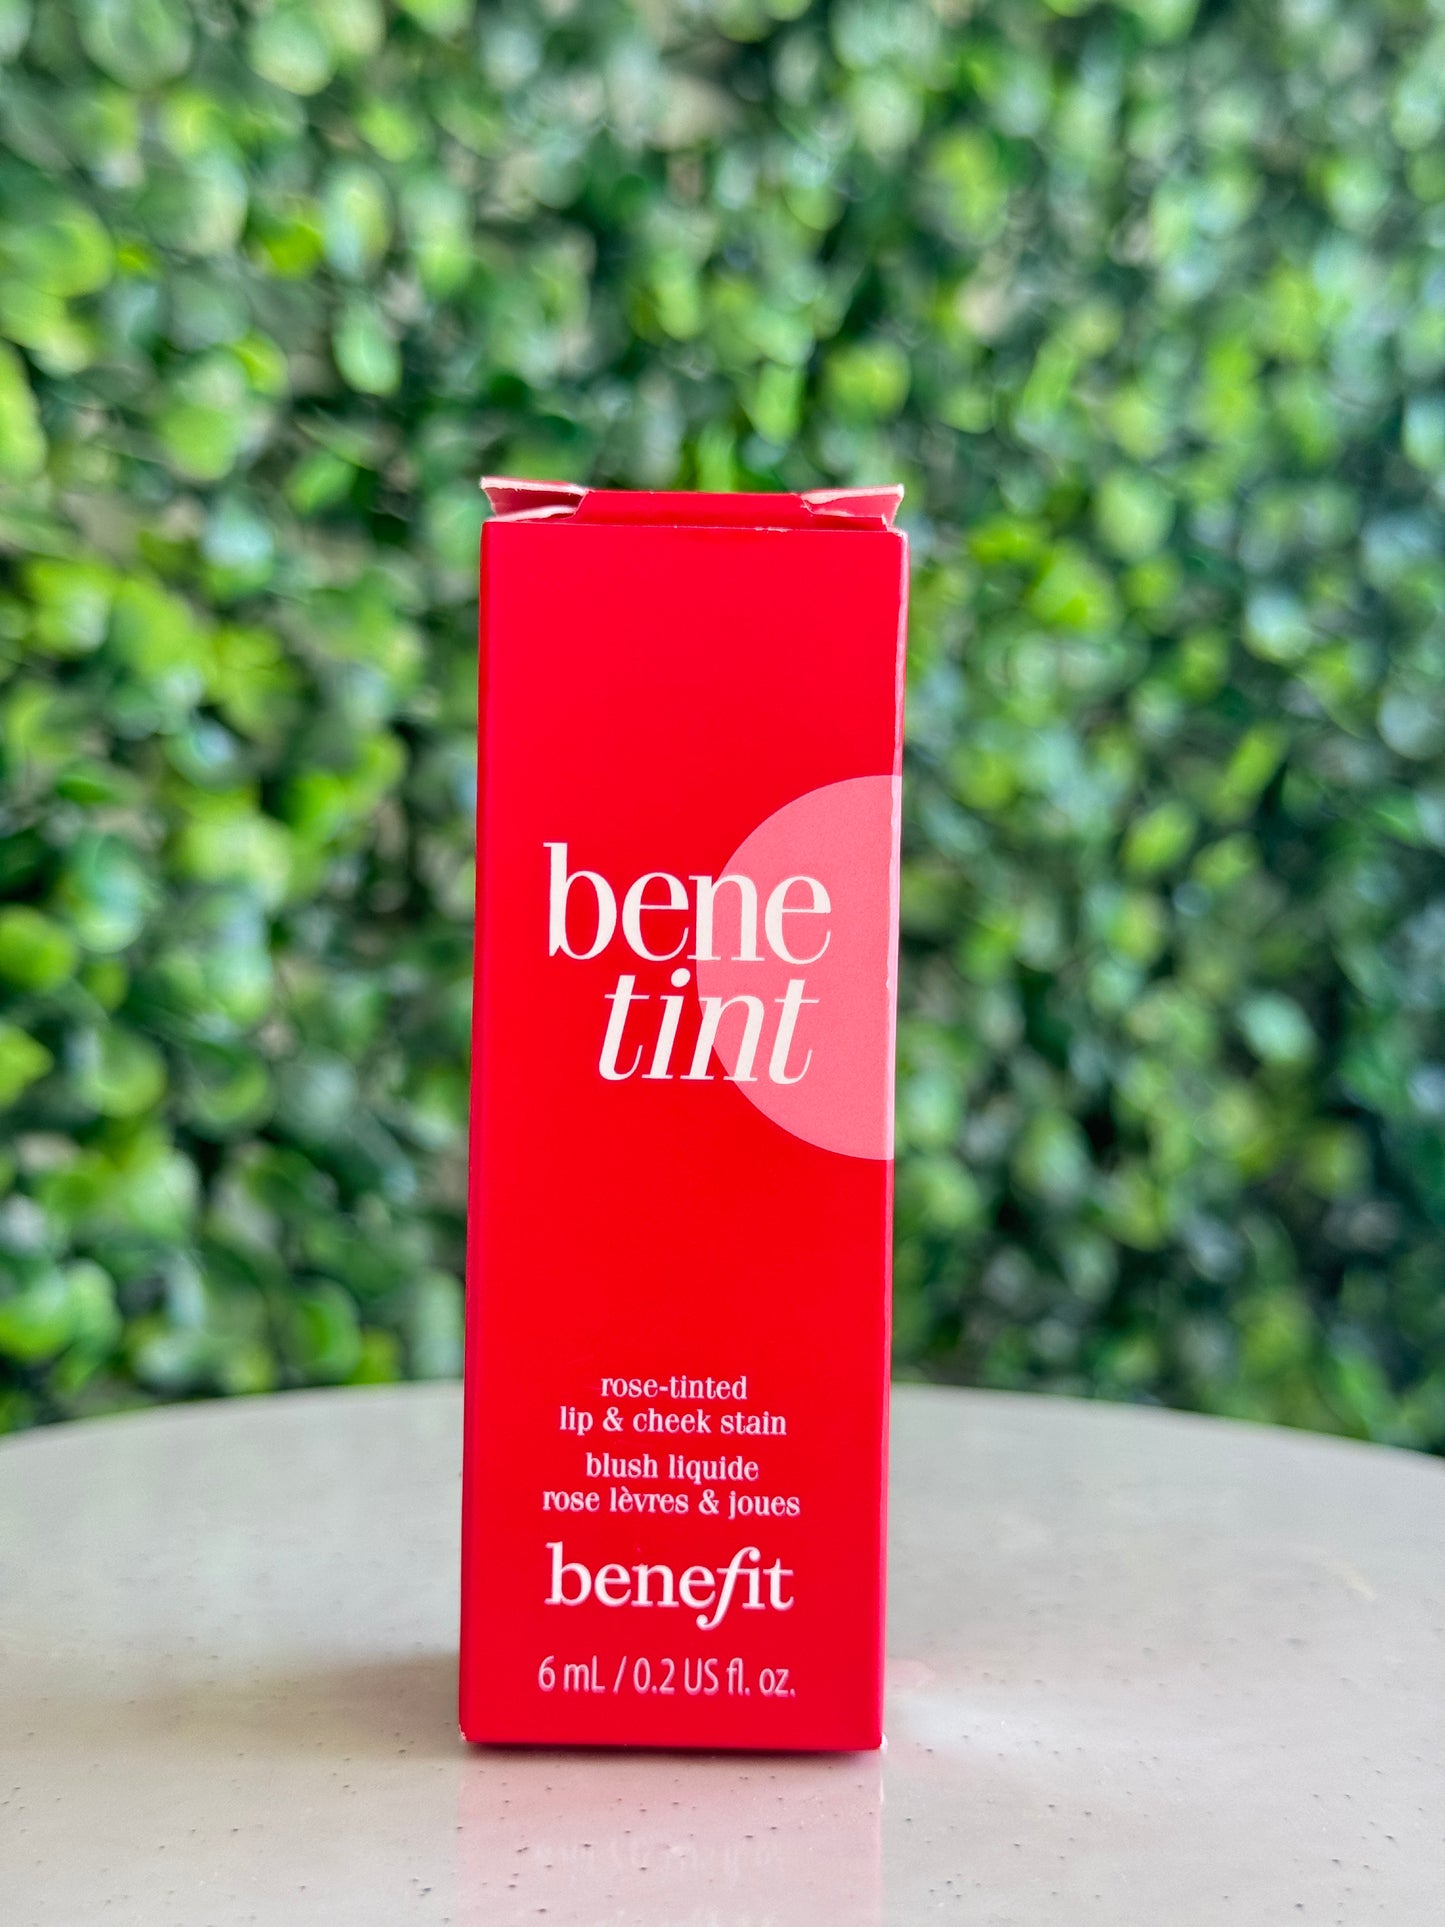 bene
tint
rose-tinted
lip & cheek stain
blush liquide
rose lèvres & joues
benefit
6 mL / 0.2 US fl. oz.